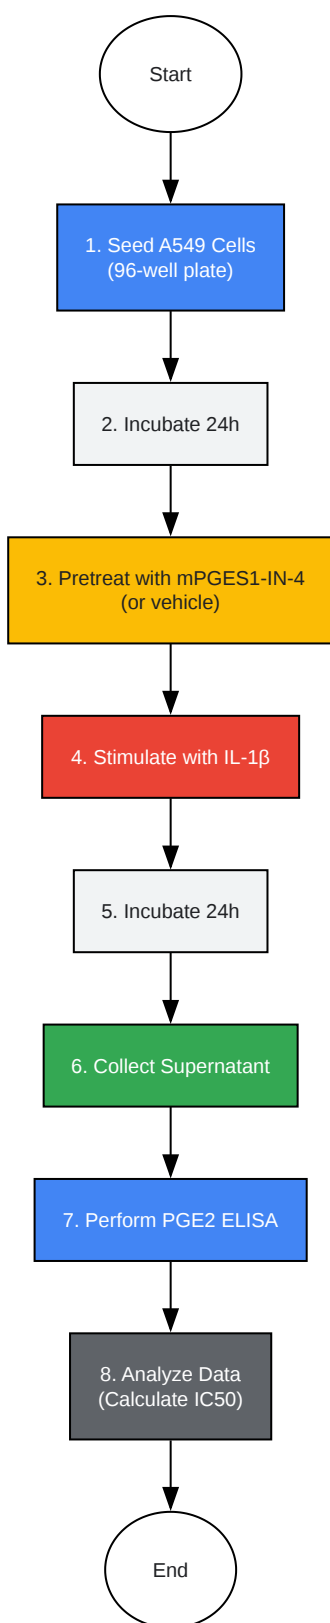 Start
1. Seed A549 Cells
(96-well plate)
2. Incubate 24h
3. Pretreat with mPGES1-IN-4
(or vehicle)
4. Stimulate with IL-1β
5. Incubate 24h
6. Collect Supernatant
7. Perform PGE2 ELISA
8. Analyze Data
(Calculate IC50)
End